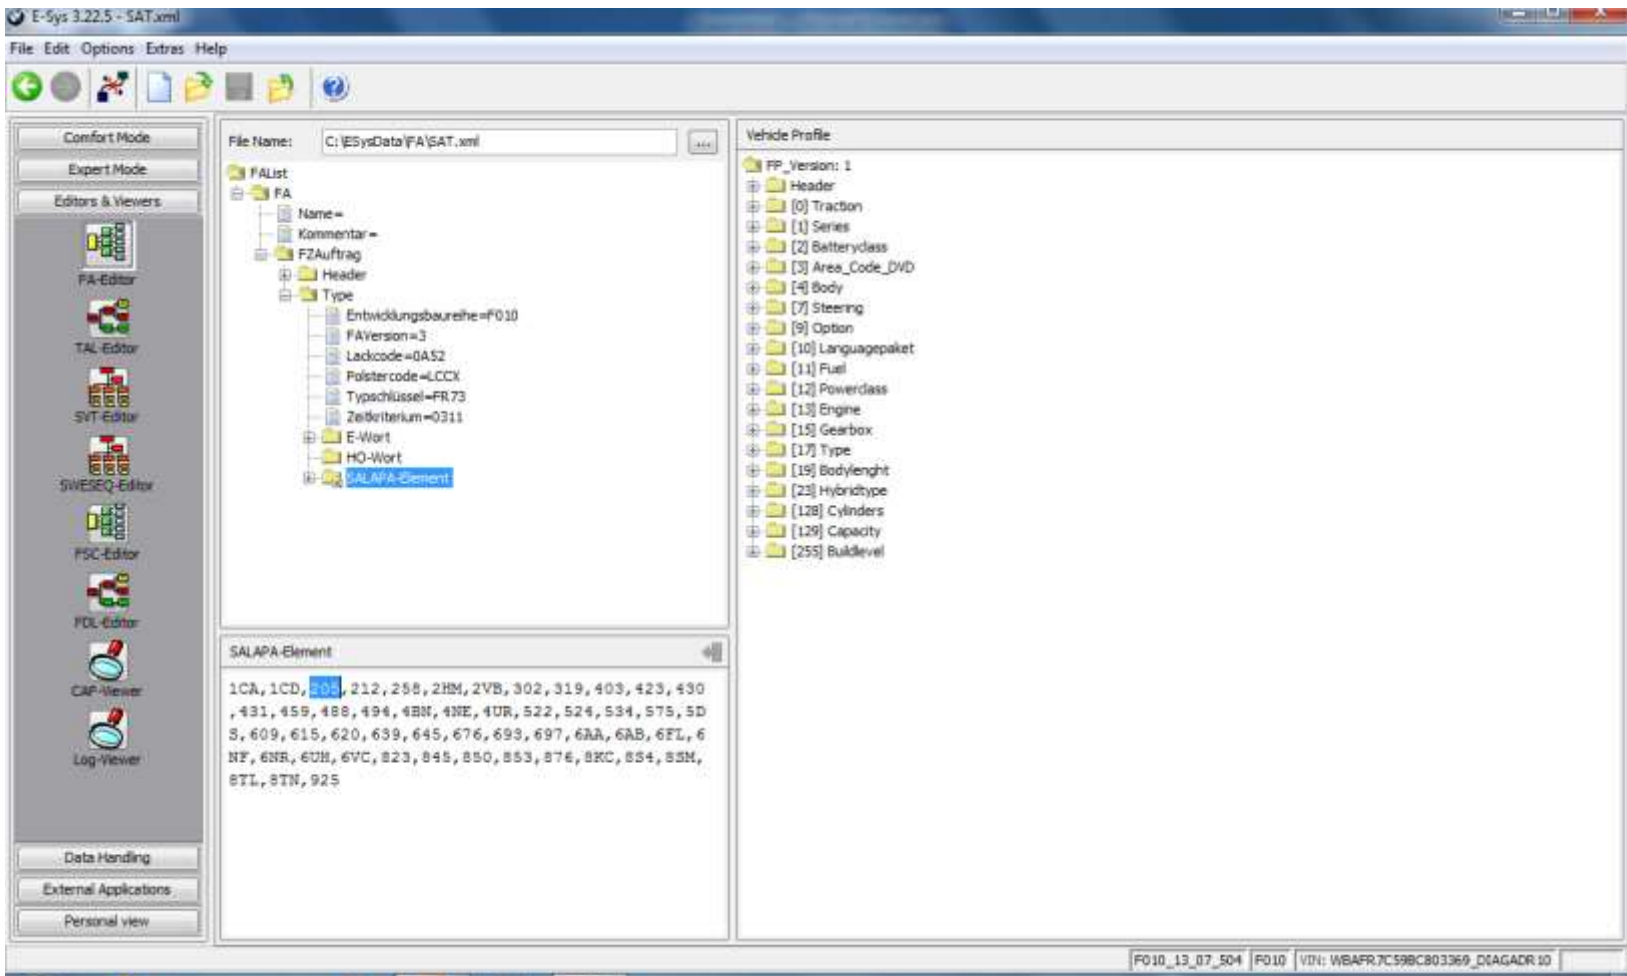 E-Sys 3.22.5 - SAT.xml
File Edit Options Extras Help
Comfort Mode
Expert Mode
Editors & Viewers
FA-Editor
TAL-Editor
SVT-Editor
SWESEQ-Editor
FSC-Editor
FDL-Editor
CAF-Viewer
Log-Viewer
Data Handling
External Applications
Personal view
File Name: C:\ESysData\FA\SAT.xml ...
FAList
FA
Name=
Kommentar=
FZAuftrag
Header
Type
Entwicklungsbaureihe=F010
FAVersion=3
Lackcode=0A52
Polstercode=LCCX
Typschlüssel=FR73
Zeitkriterium=0311
E-Wort
HO-Wort
SALAPA-Element
SALAPA-Element
1CA,1CD,205,212,258,2HM,2VB,302,319,403,423,430
,431,459,488,494,4BN,4NE,4UR,522,524,534,575,5D
S,609,615,620,639,645,676,693,697,6AA,6AB,6FL,6
NF,6NR,6UH,6VC,823,845,850,853,876,8KC,8S4,8SM,
8TL,8TN,925
Vehicle Profile
FP_Version: 1
Header
[0] Traction
[1] Series
[2] Batteryclass
[3] Area_Code_DVD
[4] Body
[7] Steering
[9] Option
[10] Languagepaket
[11] Fuel
[12] Powerclass
[13] Engine
[15] Gearbox
[17] Type
[19] Bodylenght
[23] Hybridtype
[128] Cylinders
[129] Capacity
[255] Buildlevel
F010_13_07_504 F010 VIN: WBAFR7C59BC803369_DIAGADR10